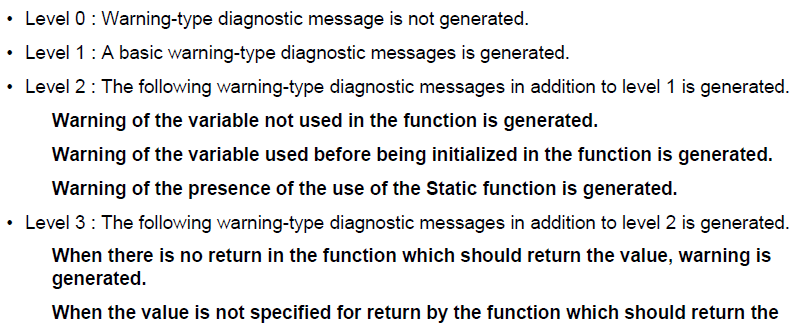 • Level 0 : Warning-type diagnostic message is not generated.
• Level 1 : A basic warning-type diagnostic messages is generated.
• Level 2 : The following warning-type diagnostic messages in addition to level 1 is generated.
Warning of the variable not used in the function is generated.
Warning of the variable used before being initialized in the function is generated.
Warning of the presence of the use of the Static function is generated.
• Level 3 : The following warning-type diagnostic messages in addition to level 2 is generated.
When there is no return in the function which should return the value, warning is
generated.
When the value is not specified for return by the function which should return the